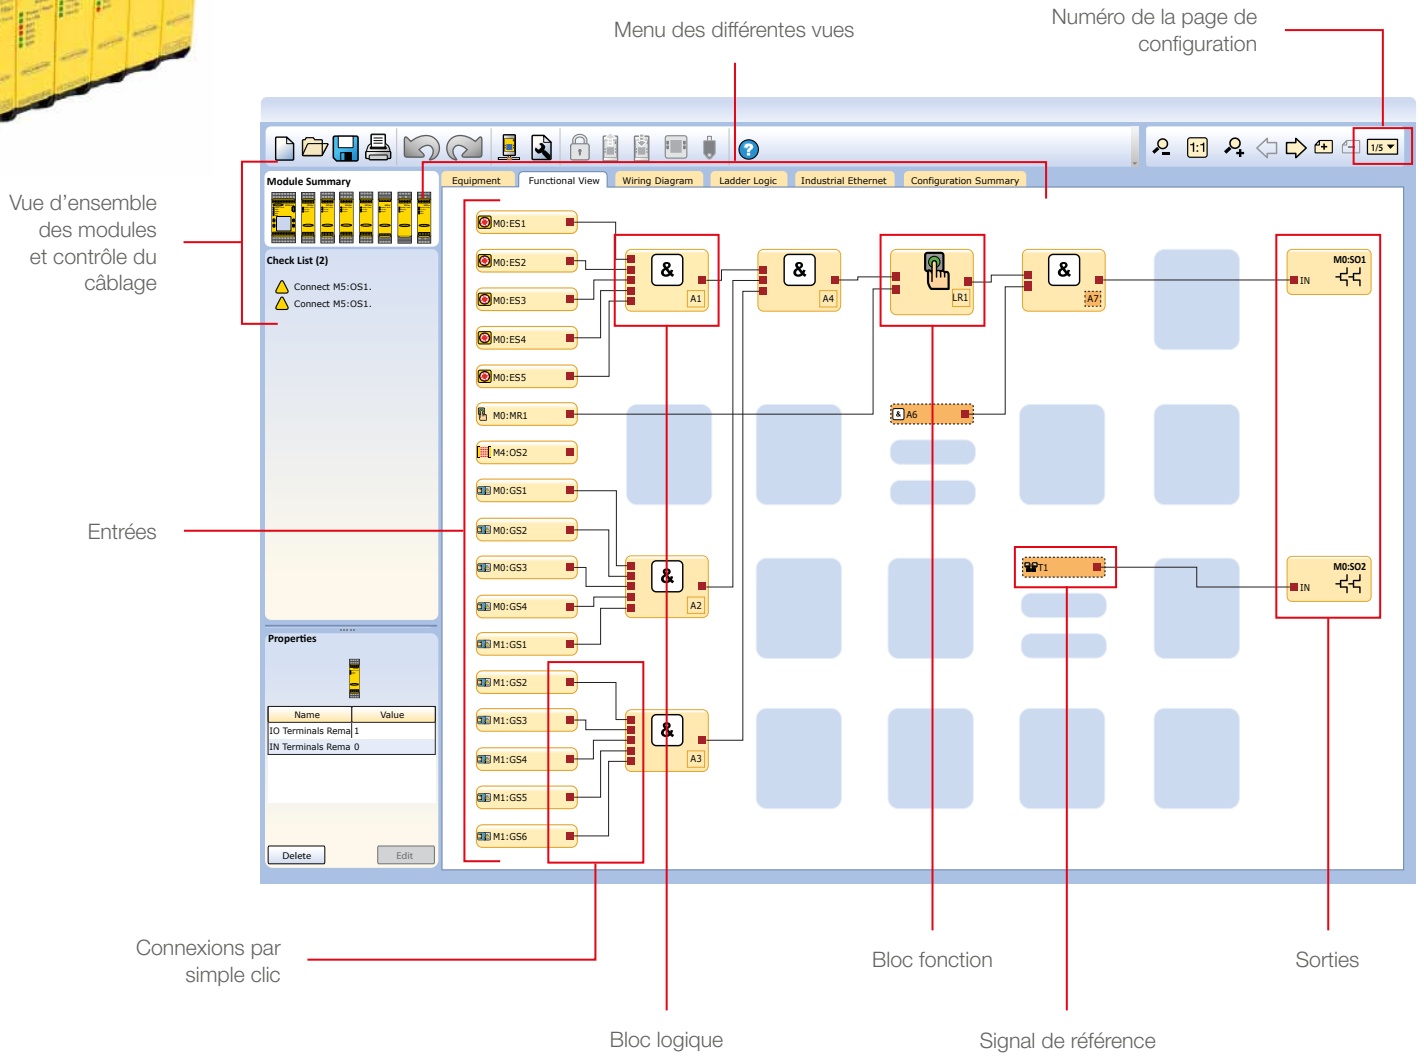 Menu des différentes vues
Numéro de la page de
configuration
1:1
1/5
Vue d'ensemble
des modules
et contrôle du
câblage
Module Summary
Equipment
Functional View
Wiring Diagram
Ladder Logic
Industrial Ethernet
Configuration Summary
Check List (2)
Connect M5:OS1.
Connect M5:OS1.
M0:ES1
M0:ES2
M0:ES3
M0:ES4
M0:ES5
M0:MR1
M4:OS2
M0:GS1
M0:GS2
M0:GS3
M0:GS4
M1:GS1
M1:GS2
M1:GS3
M1:GS4
M1:GS5
M1:GS6
&
A1
&
A4
LR1
&
A7
M0:SO1
IN
& A6
&
A2
T1
M0:SO2
IN
&
A3
Entrées
Properties
Name Value
IO Terminals Rema 1
IN Terminals Rema 0
Delete
Edit
Connexions par
simple clic
Bloc fonction
Sorties
Bloc logique
Signal de référence